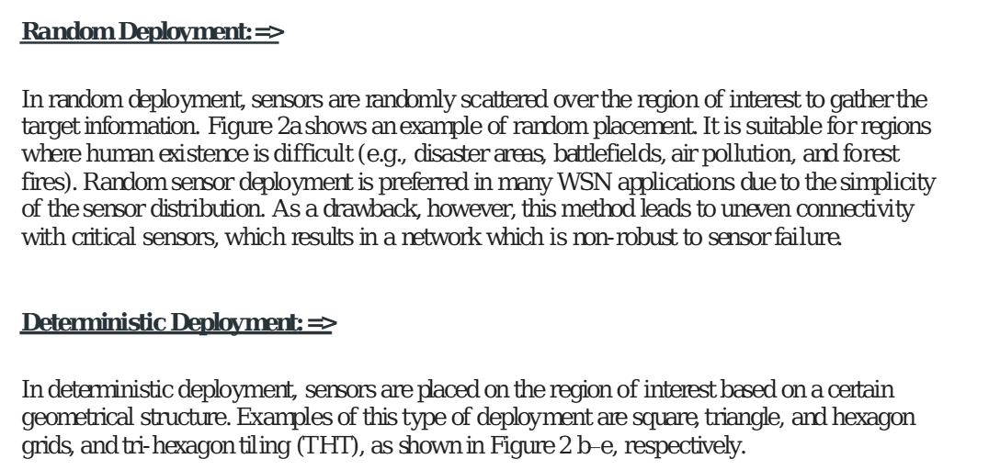 Random Deployment: =>
In random deployment, sensors are randomly scattered over the region of interest to gather the
target information. Figure 2a shows an example of random placement. It is suitable for regions
where human existence is difficult (e.g., disaster areas, battlefields, air pollution, and forest
fires). Random sensor deployment is preferred in many WSN applications due to the simplicity
of the sensor distribution. As a drawback, however, this method leads to uneven connectivity
with critical sensors, which results in a network which is non-robust to sensor failure.
Deterministic Deployment: =>
In deterministic deployment, sensors are placed on the region of interest based on a certain
geometrical structure. Examples of this type of deployment are square, triangle, and hexagon
grids, and tri-hexagon tiling (THT), as shown in Figure 2 b–e, respectively.